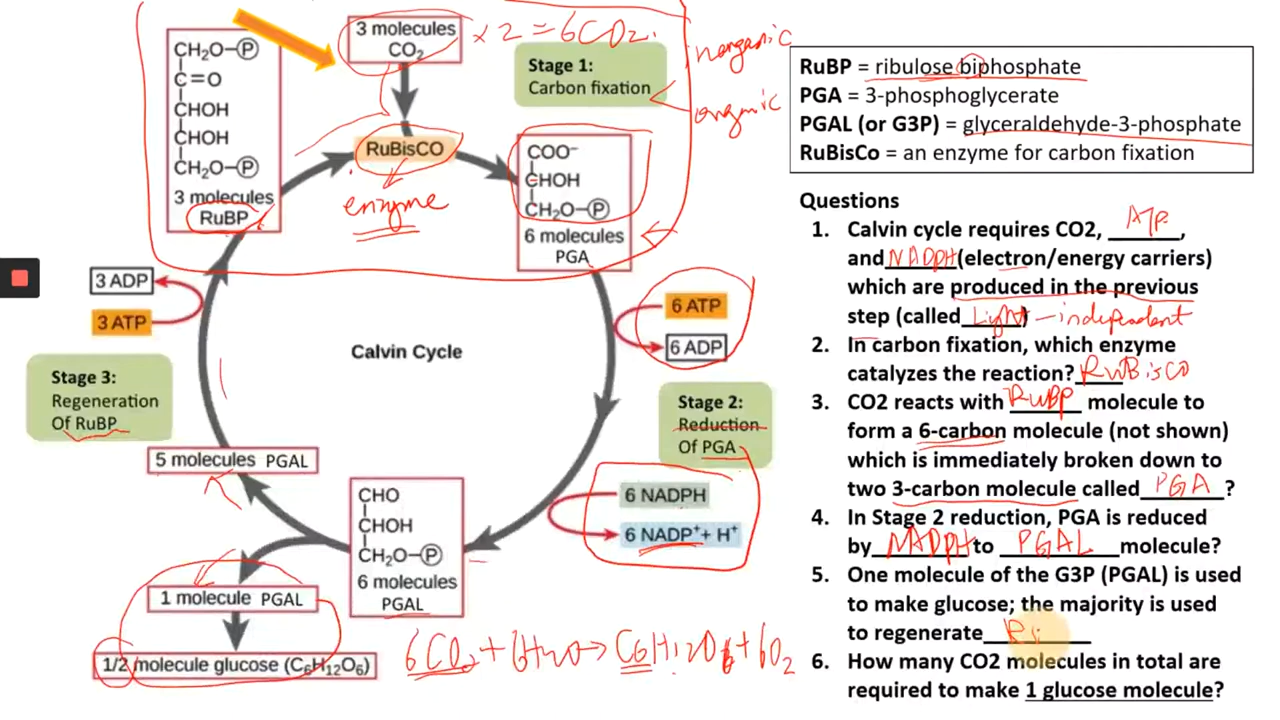 3 molecules
CO2
× 2 = 6CO2.
inorganic
organic
Stage 1:
Carbon fixation
CH2O–P
C=O
CHOH
CHOH
CH2O–P
3 molecules
RuBP
RuBisCO
enzyme
COO-
CHOH
CH2O–P
6 molecules
PGA
3 ADP
3 ATP
6 ATP
6 ADP
Calvin Cycle
Stage 3:
Regeneration
Of RuBP
Stage 2:
Reduction
Of PGA
5 molecules PGAL
6 NADPH
6 NADP+ + H+
CHO
CHOH
CH2O–P
6 molecules
PGAL
1 molecule PGAL
1/2 molecule glucose (C6H12O6)
6CO2 + 6H2O → C6H12O6 + 6O2
RuBP = ribulose biphosphate
PGA = 3-phosphoglycerate
PGAL (or G3P) = glyceraldehyde-3-phosphate
RuBisCo = an enzyme for carbon fixation
Questions
1. Calvin cycle requires CO2, ATP,
and NADPH (electron/energy carriers)
which are produced in the previous
step (called Light) - independent
2. In carbon fixation, which enzyme
catalyzes the reaction? RuBisCO
3. CO2 reacts with RuBP molecule to
form a 6-carbon molecule (not shown)
which is immediately broken down to
two 3-carbon molecule called PGA ?
4. In Stage 2 reduction, PGA is reduced
by NADPH to PGAL molecule?
5. One molecule of the G3P (PGAL) is used
to make glucose; the majority is used
to regenerate
6. How many CO2 molecules in total are
required to make 1 glucose molecule?